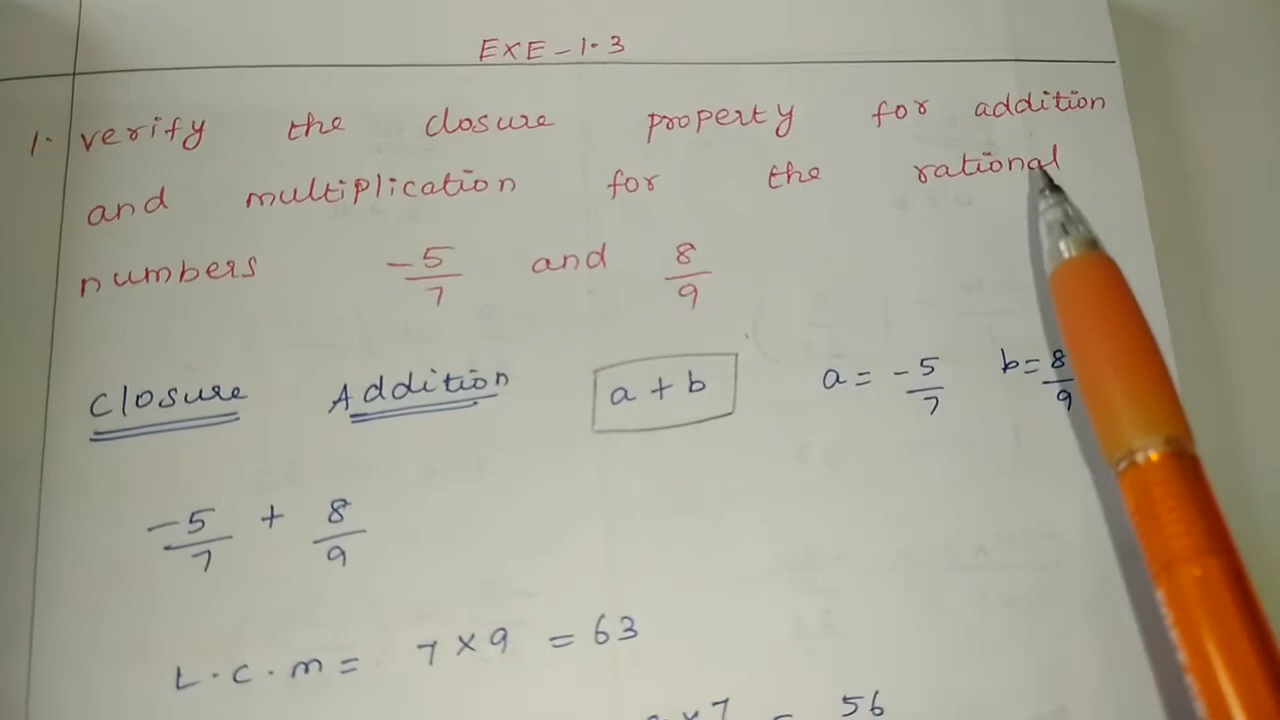 EXE-1.3
1. verify the closure property for addition
and multiplication for the rational
numbers -5/7 and 8/9
Closure Addition a + b a = -5/7 b = 8/9
-5/7 + 8/9
L.C.m = 7 × 9 = 63
× 7 = 56